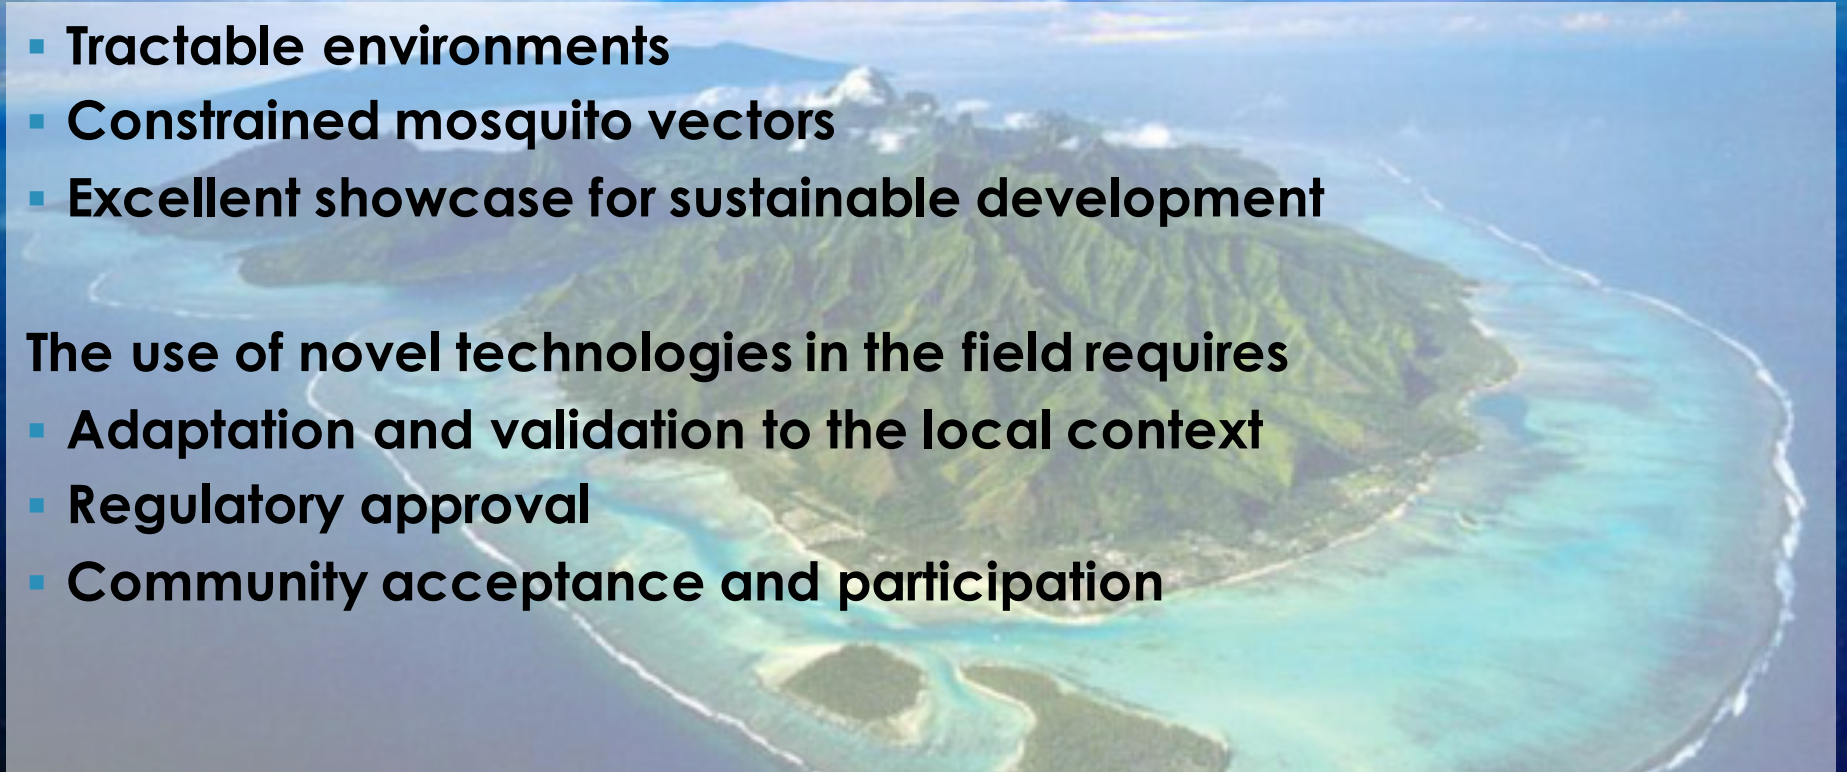 ▪ Tractable environments
▪ Constrained mosquito vectors
▪ Excellent showcase for sustainable development
The use of novel technologies in the field requires
▪ Adaptation and validation to the local context
▪ Regulatory approval
▪ Community acceptance and participation